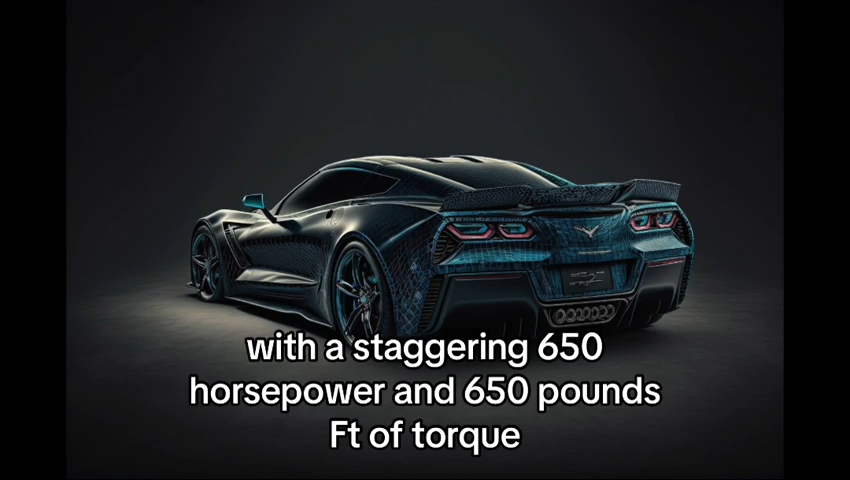 with a staggering 650
horsepower and 650 pounds
Ft of torque